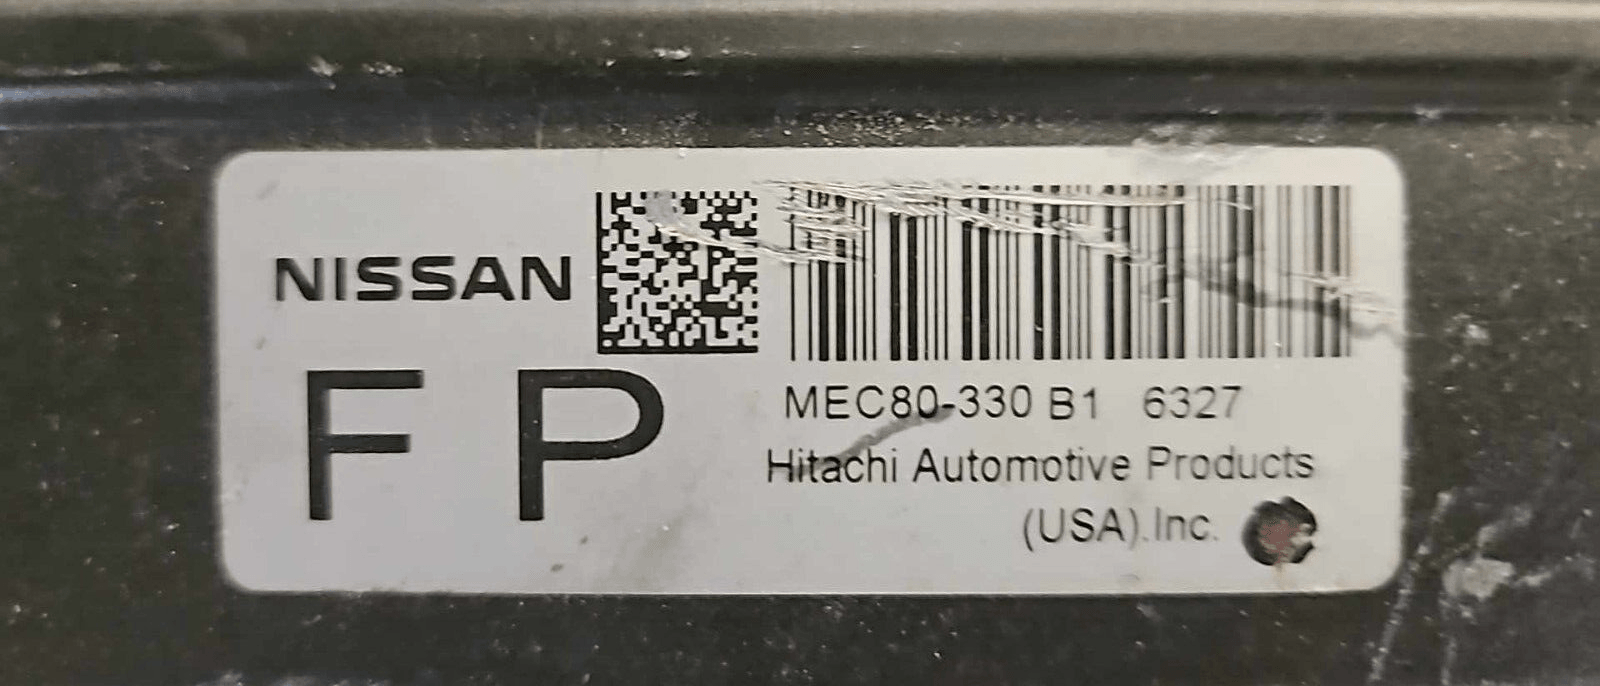 NISSAN
F P
MEC80-330 B1 6327
Hitachi Automotive Products
(USA).Inc.